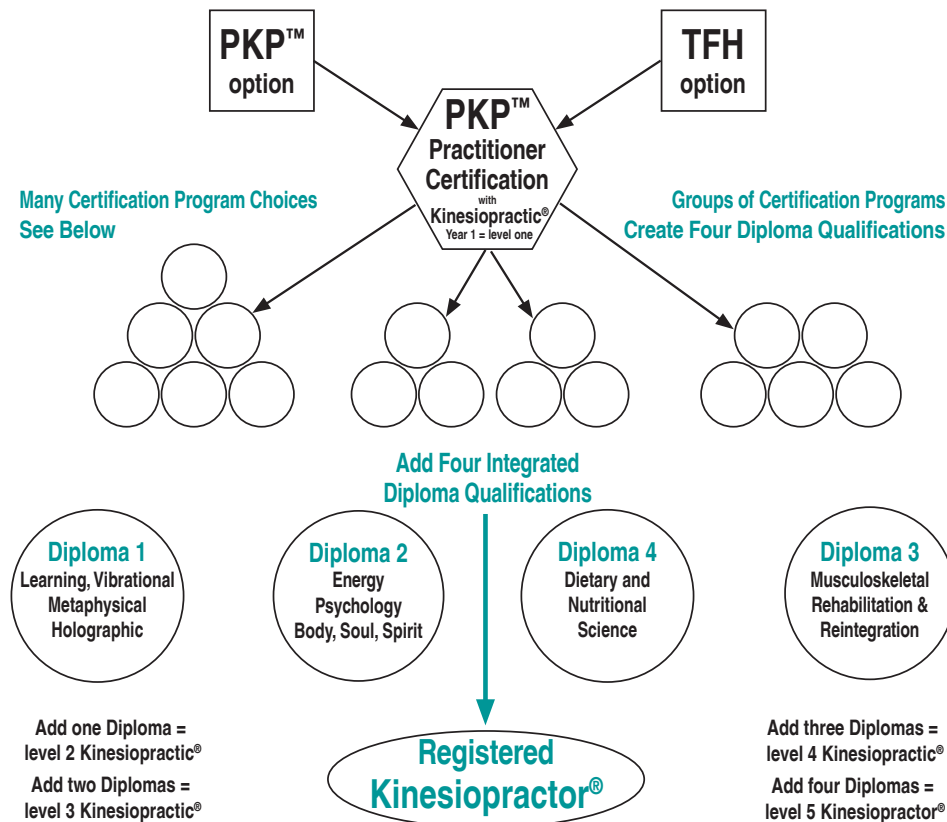 PKP™
option
TFH
option
PKP™
Practitioner
Certification
with
Kinesiopractic®
Year 1 = level one
Many Certification Program Choices
See Below
Groups of Certification Programs
Create Four Diploma Qualifications
Add Four Integrated
Diploma Qualifications
Diploma 1
Learning, Vibrational
Metaphysical
Holographic
Diploma 2
Energy
Psychology
Body, Soul, Spirit
Diploma 4
Dietary and
Nutritional
Science
Diploma 3
Musculoskeletal
Rehabilitation &
Reintegration
Add one Diploma =
level 2 Kinesiopractic®
Add two Diplomas =
level 3 Kinesiopractic®
Registered
Kinesiopractor®
Add three Diplomas =
level 4 Kinesiopractic®
Add four Diplomas =
level 5 Kinesiopractor®